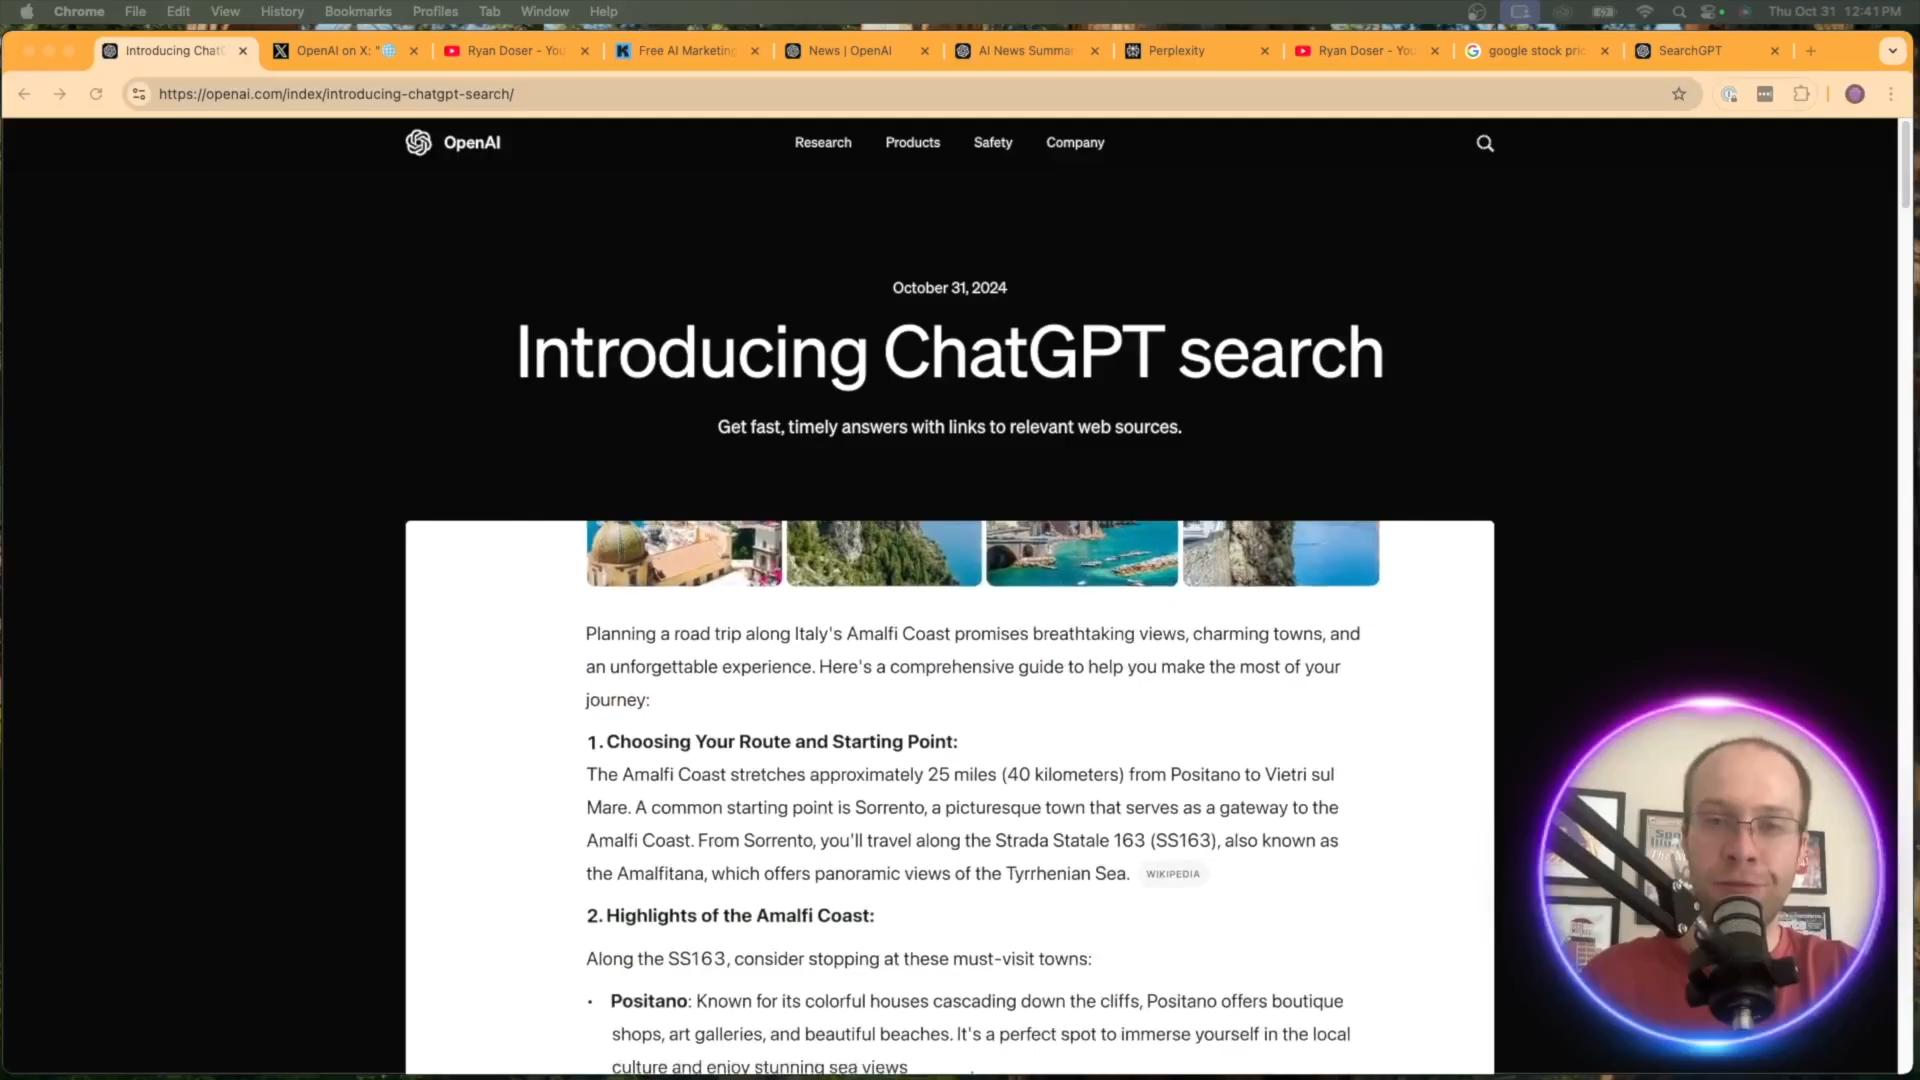 Chrome File Edit View History Bookmarks Profiles Tab Window Help Thu Oct 31 12:41 PM
Introducing Chat OpenAI on X: " Ryan Doser - You Free AI Marketing News | OpenAI AI News Summar Perplexity Ryan Doser - You google stock pric SearchGPT
https://openai.com/index/introducing-chatgpt-search/
OpenAI Research Products Safety Company
October 31, 2024
Introducing ChatGPT search
Get fast, timely answers with links to relevant web sources.
Planning a road trip along Italy's Amalfi Coast promises breathtaking views, charming towns, and
an unforgettable experience. Here's a comprehensive guide to help you make the most of your
journey:
1. Choosing Your Route and Starting Point:
The Amalfi Coast stretches approximately 25 miles (40 kilometers) from Positano to Vietri sul
Mare. A common starting point is Sorrento, a picturesque town that serves as a gateway to the
Amalfi Coast. From Sorrento, you'll travel along the Strada Statale 163 (SS163), also known as
the Amalfitana, which offers panoramic views of the Tyrrhenian Sea. WIKIPEDIA
2. Highlights of the Amalfi Coast:
Along the SS163, consider stopping at these must-visit towns:
• Positano: Known for its colorful houses cascading down the cliffs, Positano offers boutique
shops, art galleries, and beautiful beaches. It's a perfect spot to immerse yourself in the local
culture and enjoy stunning sea views